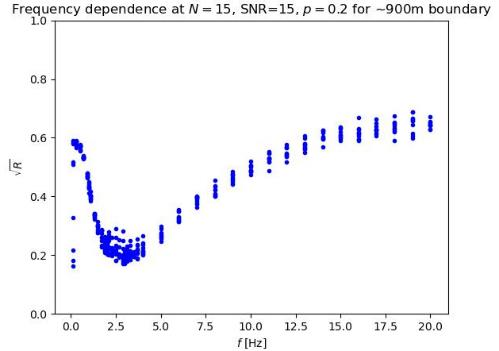 Frequency dependence at N = 15, SNR=15, p = 0.2 for ~900m boundary
1.0
0.8
0.6
0.4
0.2
0.0
√R
0.0 2.5 5.0 7.5 10.0 12.5 15.0 17.5 20.0
f [Hz]